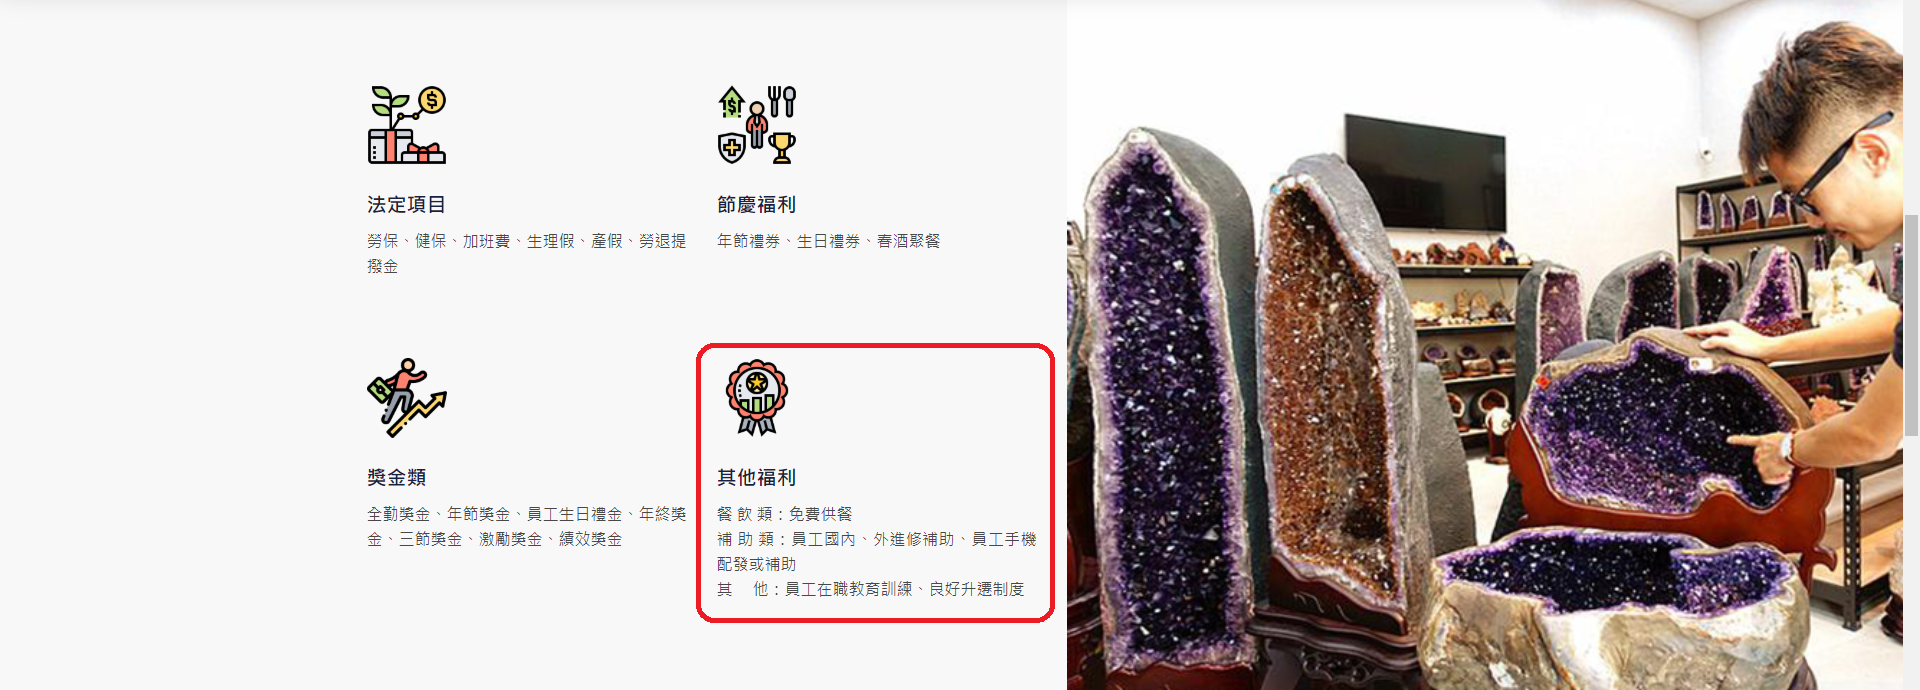 法定項目
勞保、健保、加班費、生理假、產假、勞退提
撥金
節慶福利
年節禮券、生日禮券、春酒聚餐
獎金類
全勤獎金、年節獎金、員工生日禮金、年終獎
金、三節獎金、激勵獎金、績效獎金
其他福利
餐 飲 類：免費供餐
補 助 類：員工國內、外進修補助、員工手機
配發或補助
其　 他：員工在職教育訓練、良好升遷制度